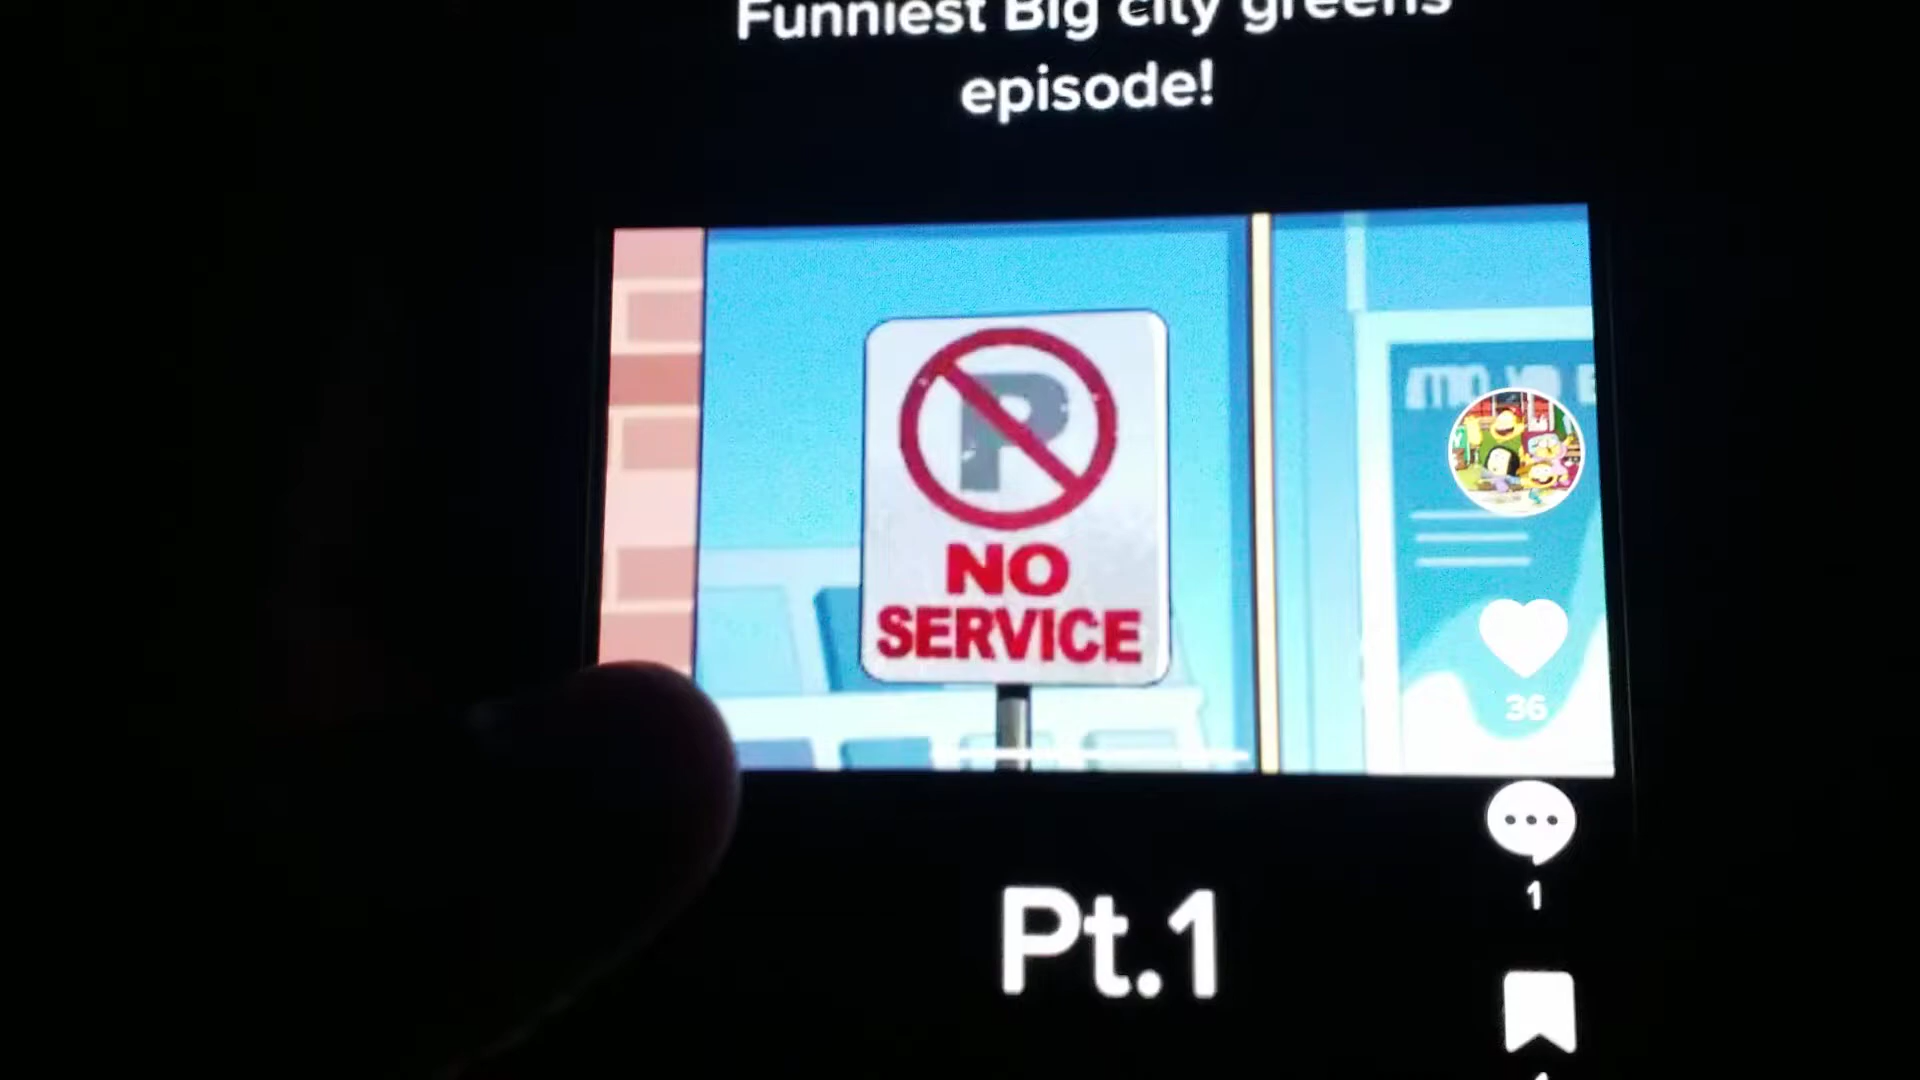 Funniest Big city greens
episode!
P
NO
SERVICE
36
1
Pt.1